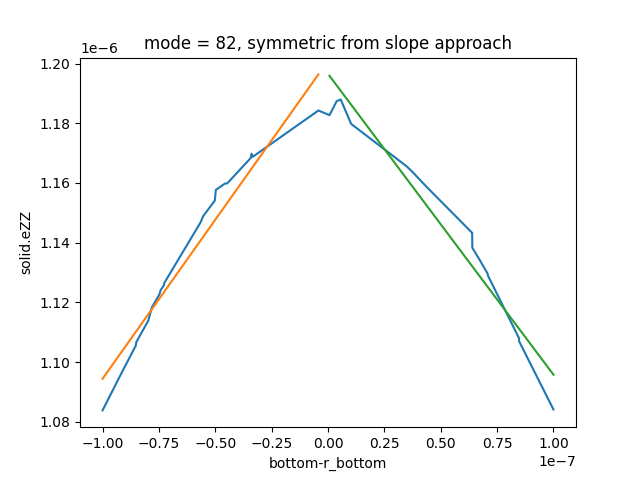 mode = 82, symmetric from slope approach
1e−6
1.20
1.18
1.16
1.14
1.12
1.10
1.08
solid.eZZ
−1.00 −0.75 −0.50 −0.25 0.00 0.25 0.50 0.75 1.00
bottom-r_bottom
1e−7